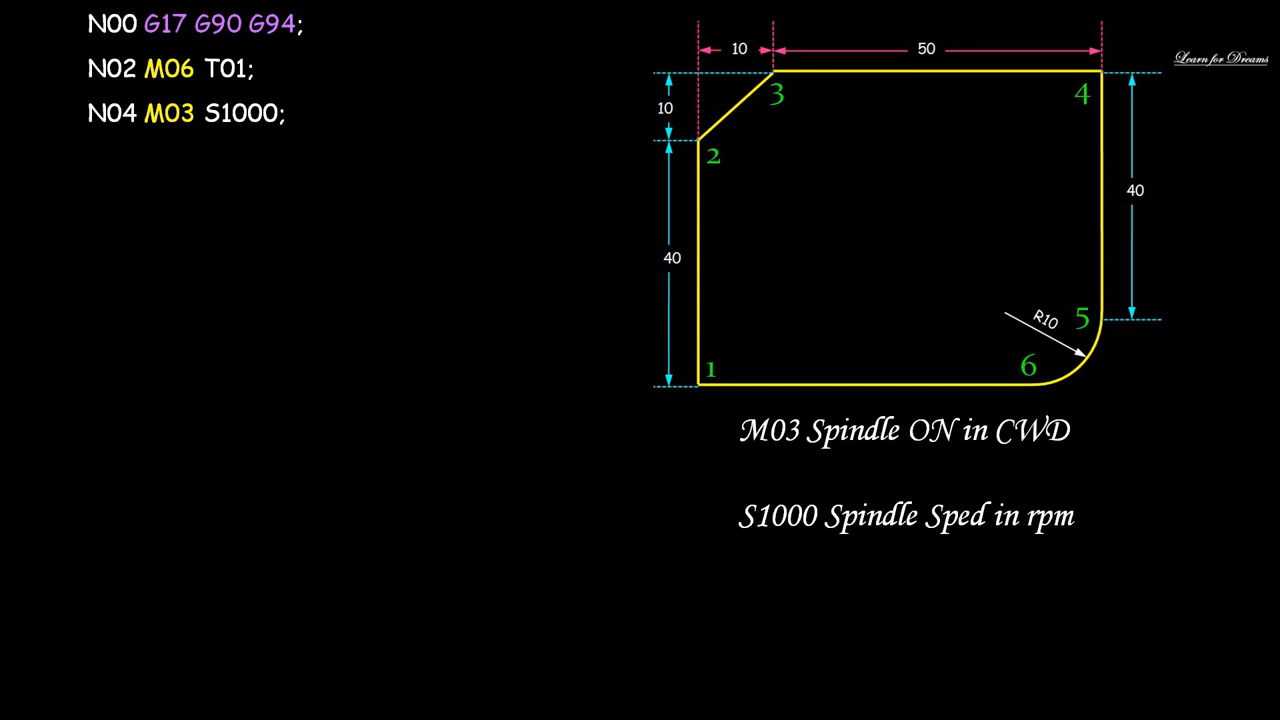 N00 G17 G90 G94;
N02 M06 T01;
N04 M03 S1000;
10
50
Learn for Dreams
3
4
10
2
40
40
R10
5
6
1
M03 Spindle ON in CWD
S1000 Spindle Sped in rpm